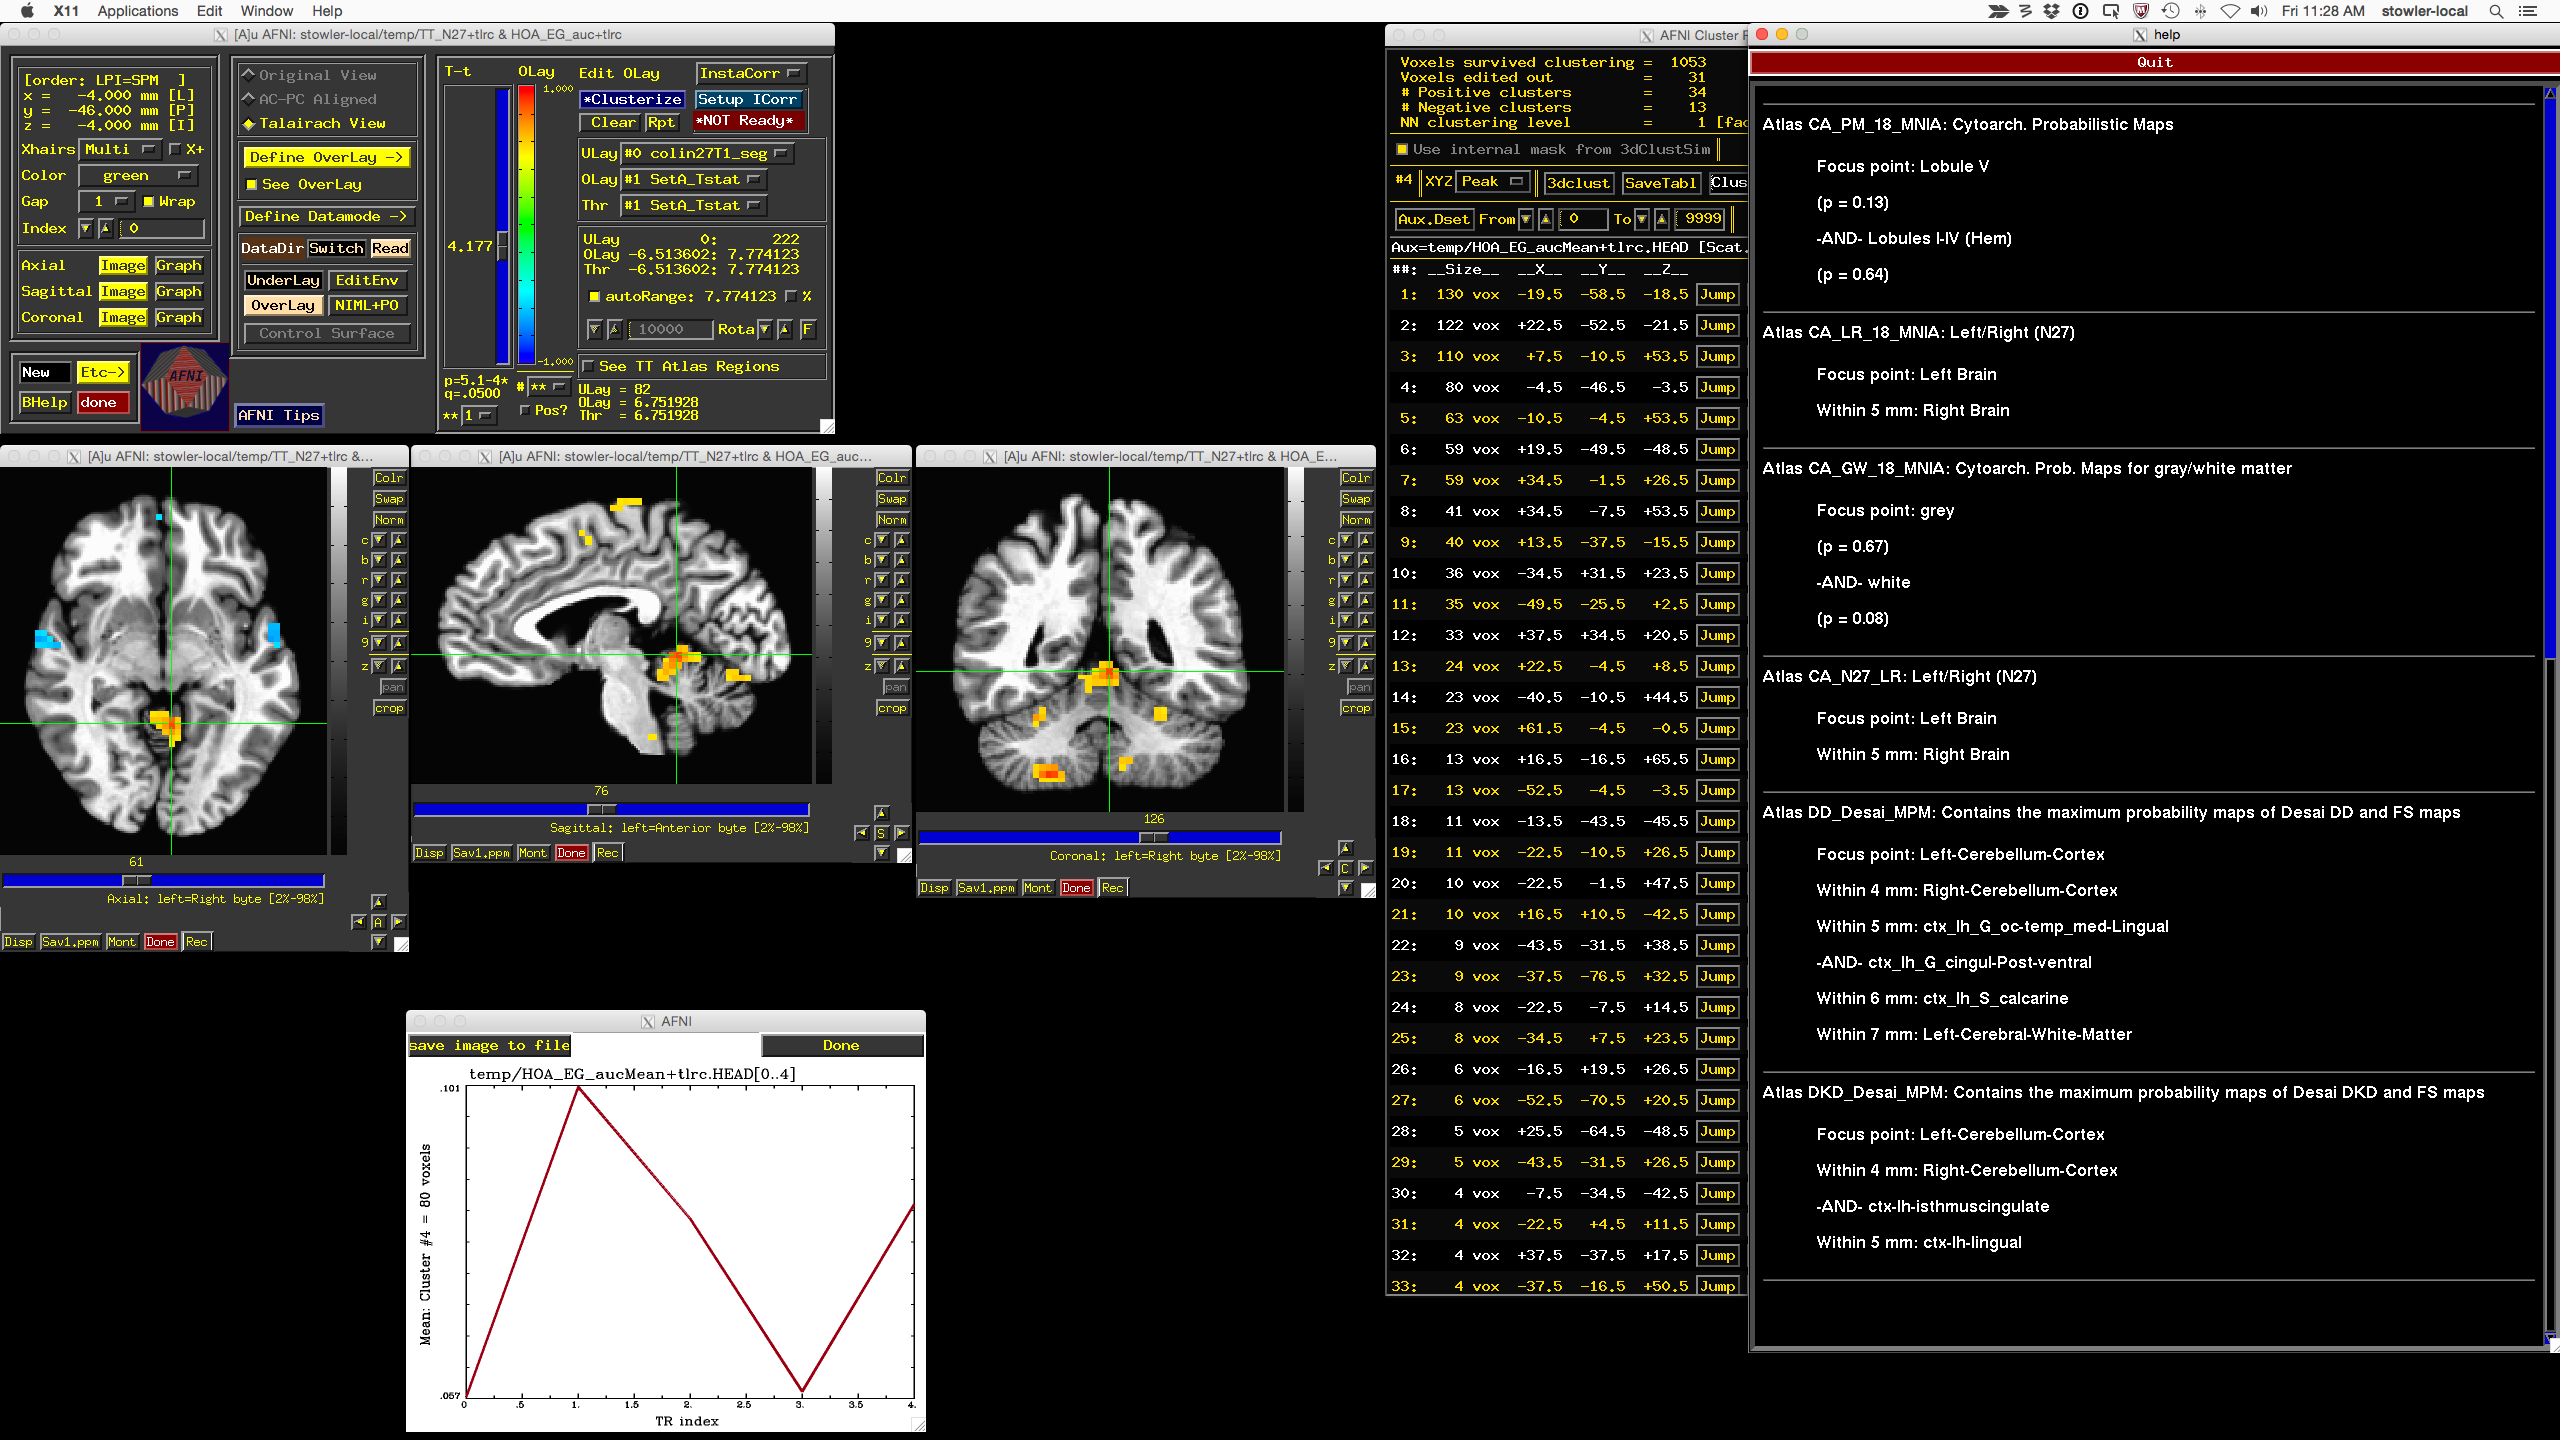 X11 Applications Edit Window Help
Fri 11:28 AM stowler-local
[A]u AFNI: stowler-local/temp/TT_N27+tlrc & HOA_EG_auc+tlrc
[order: LPI=SPM ]
x = -4.000 mm [L]
y = -46.000 mm [P]
z = -4.000 mm [I]
Xhairs Multi X+
Color green
Gap 1 Wrap
Index 0
Axial Image Graph
Sagittal Image Graph
Coronal Image Graph
New Etc->
BHelp done
AFNI
AFNI Tips
Original View
AC-PC Aligned
Talairach View
Define OverLay ->
See OverLay
Define Datamode ->
DataDir Switch Read
UnderLay EditEnv
OverLay NIML+PO
Control Surface
T-t OLay Edit OLay InstaCorr
1.000
*Clusterize Setup ICorr
Clear Rpt *NOT Ready*
ULay #0 colin27T1_seg
OLay #1 SetA_Tstat
Thr #1 SetA_Tstat
4.177
ULay 0: 222
OLay -6.513602: 7.774123
Thr -6.513602: 7.774123
autoRange: 7.774123 %
10000 Rota F
-1.000
See TT Atlas Regions
p=5.1-4*
q=.0500
# **
** 1
Pos?
ULay = 82
OLay = 6.751928
Thr = 6.751928
[A]u AFNI: stowler-local/temp/TT_N27+tlrc &...
Colr
Swap
Norm
c
b
r
g
i
9
z
pan
crop
61
Axial: left=Right byte [2%-98%]
A
Disp Sav1.ppm Mont Done Rec
[A]u AFNI: stowler-local/temp/TT_N27+tlrc & HOA_EG_auc...
Colr
Swap
Norm
c
b
r
g
i
9
z
pan
crop
76
Sagittal: left=Anterior byte [2%-98%]
S
Disp Sav1.ppm Mont Done Rec
[A]u AFNI: stowler-local/temp/TT_N27+tlrc & HOA_E...
Colr
Swap
Norm
c
b
r
g
i
9
z
pan
crop
126
Coronal: left=Right byte [2%-98%]
C
Disp Sav1.ppm Mont Done Rec
AFNI
save image to file Done
temp/HOA_EG_aucMean+tlrc.HEAD[0..4]
.101
Mean: Cluster #4 = 80 voxels
.057
0 .5 1. 1.5 2. 2.5 3. 3.5 4.
TR index
AFNI Cluster
Voxels survived clustering = 1053
Voxels edited out = 31
# Positive clusters = 34
# Negative clusters = 13
NN clustering level = 1 [fac
Use internal mask from 3dClustSim
#4 XYZ Peak 3dclust SaveTabl Clus
Aux.Dset From 0 To 9999
Aux=temp/HOA_EG_aucMean+tlrc.HEAD [Scat.
##: __Size__ __X__ __Y__ __Z__
1: 130 vox -19.5 -58.5 -18.5 Jump
2: 122 vox +22.5 -52.5 -21.5 Jump
3: 110 vox +7.5 -10.5 +53.5 Jump
4: 80 vox -4.5 -46.5 -3.5 Jump
5: 63 vox -10.5 -4.5 +53.5 Jump
6: 59 vox +19.5 -49.5 -48.5 Jump
7: 59 vox +34.5 -1.5 +26.5 Jump
8: 41 vox +34.5 -7.5 +53.5 Jump
9: 40 vox +13.5 -37.5 -15.5 Jump
10: 36 vox -34.5 +31.5 +23.5 Jump
11: 35 vox -49.5 -25.5 +2.5 Jump
12: 33 vox +37.5 +34.5 +20.5 Jump
13: 24 vox +22.5 -4.5 +8.5 Jump
14: 23 vox -40.5 -10.5 +44.5 Jump
15: 23 vox +61.5 -4.5 -0.5 Jump
16: 13 vox +16.5 -16.5 +65.5 Jump
17: 13 vox -52.5 -4.5 -3.5 Jump
18: 11 vox -13.5 -43.5 -45.5 Jump
19: 11 vox -22.5 -10.5 +26.5 Jump
20: 10 vox -22.5 -1.5 +47.5 Jump
21: 10 vox +16.5 +10.5 -42.5 Jump
22: 9 vox -43.5 -31.5 +38.5 Jump
23: 9 vox -37.5 -76.5 +32.5 Jump
24: 8 vox -22.5 -7.5 +14.5 Jump
25: 8 vox -34.5 +7.5 +23.5 Jump
26: 6 vox -16.5 +19.5 +26.5 Jump
27: 6 vox -52.5 -70.5 +20.5 Jump
28: 5 vox +25.5 -64.5 -48.5 Jump
29: 5 vox -43.5 -31.5 +26.5 Jump
30: 4 vox -7.5 -34.5 -42.5 Jump
31: 4 vox -22.5 +4.5 +11.5 Jump
32: 4 vox +37.5 -37.5 +17.5 Jump
33: 4 vox -37.5 -16.5 +50.5 Jump
help
Quit
Atlas CA_PM_18_MNIA: Cytoarch. Probabilistic Maps
Focus point: Lobule V
(p = 0.13)
-AND- Lobules I-IV (Hem)
(p = 0.64)
Atlas CA_LR_18_MNIA: Left/Right (N27)
Focus point: Left Brain
Within 5 mm: Right Brain
Atlas CA_GW_18_MNIA: Cytoarch. Prob. Maps for gray/white matter
Focus point: grey
(p = 0.67)
-AND- white
(p = 0.08)
Atlas CA_N27_LR: Left/Right (N27)
Focus point: Left Brain
Within 5 mm: Right Brain
Atlas DD_Desai_MPM: Contains the maximum probability maps of Desai DD and FS maps
Focus point: Left-Cerebellum-Cortex
Within 4 mm: Right-Cerebellum-Cortex
Within 5 mm: ctx_lh_G_oc-temp_med-Lingual
-AND- ctx_lh_G_cingul-Post-ventral
Within 6 mm: ctx_lh_S_calcarine
Within 7 mm: Left-Cerebral-White-Matter
Atlas DKD_Desai_MPM: Contains the maximum probability maps of Desai DKD and FS maps
Focus point: Left-Cerebellum-Cortex
Within 4 mm: Right-Cerebellum-Cortex
-AND- ctx-lh-isthmuscingulate
Within 5 mm: ctx-lh-lingual